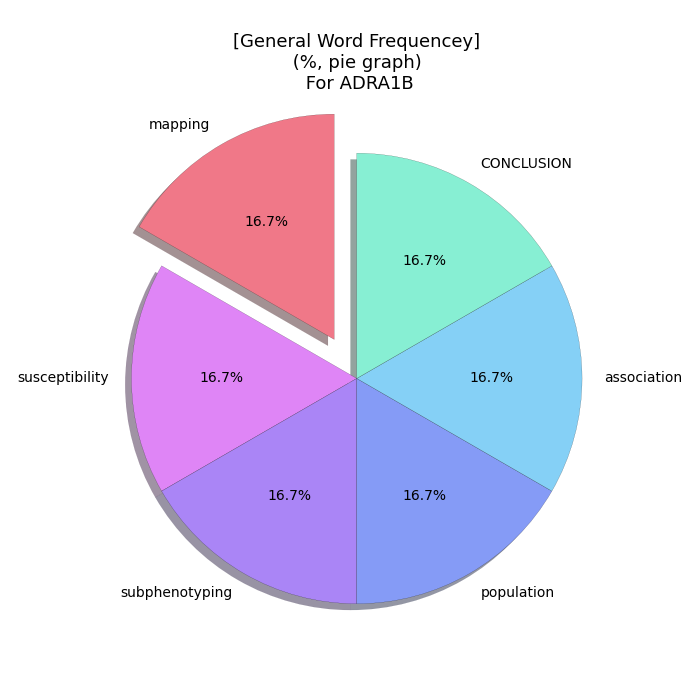 [General Word Frequencey]
(%, pie graph)
For ADRA1B
mapping
CONCLUSION
16.7%
16.7%
susceptibility
16.7%
16.7%
association
16.7%
16.7%
subphenotyping
population